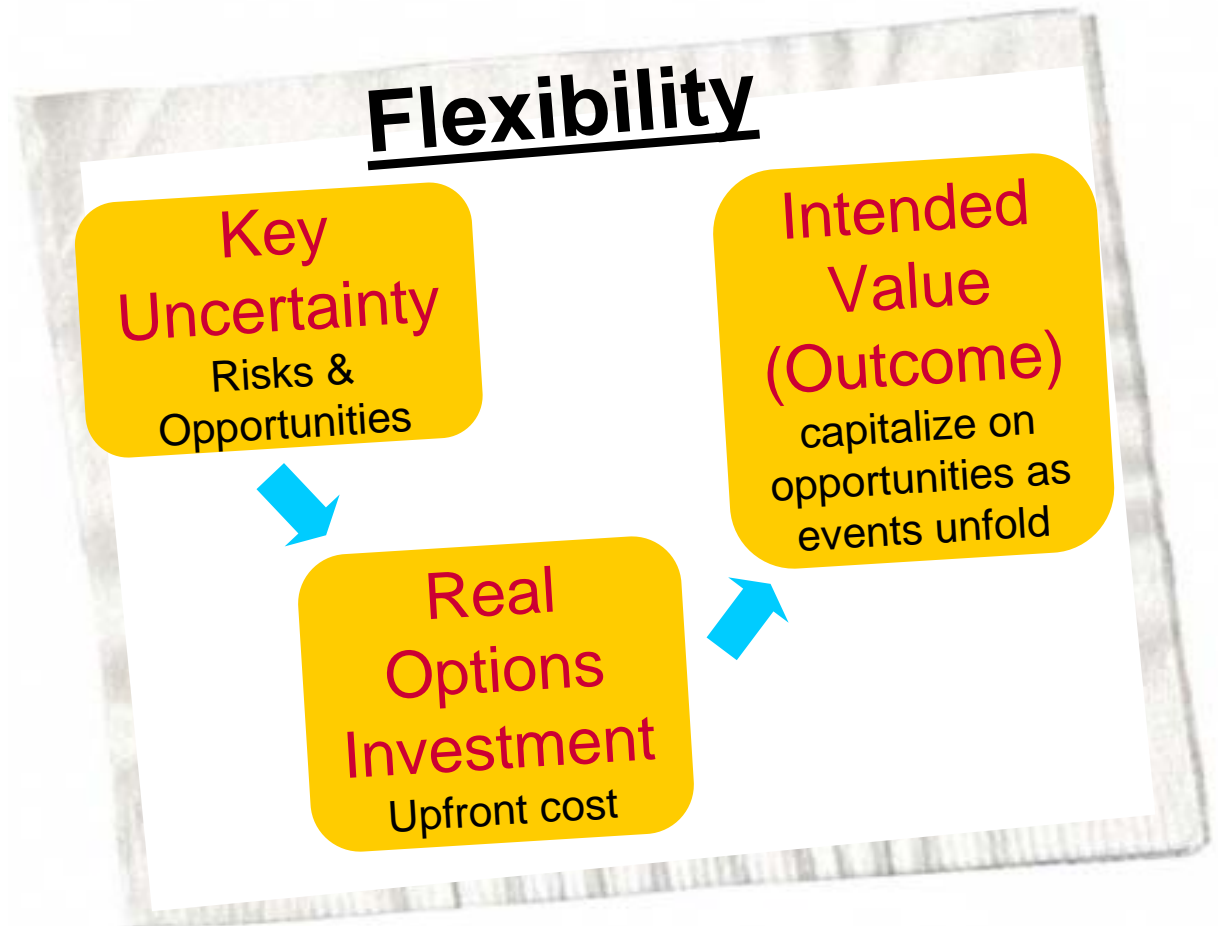 Flexibility
Key
Uncertainty
Risks &
Opportunities
Real
Options
Investment
Upfront cost
Intended
Value
(Outcome)
capitalize on
opportunities as
events unfold